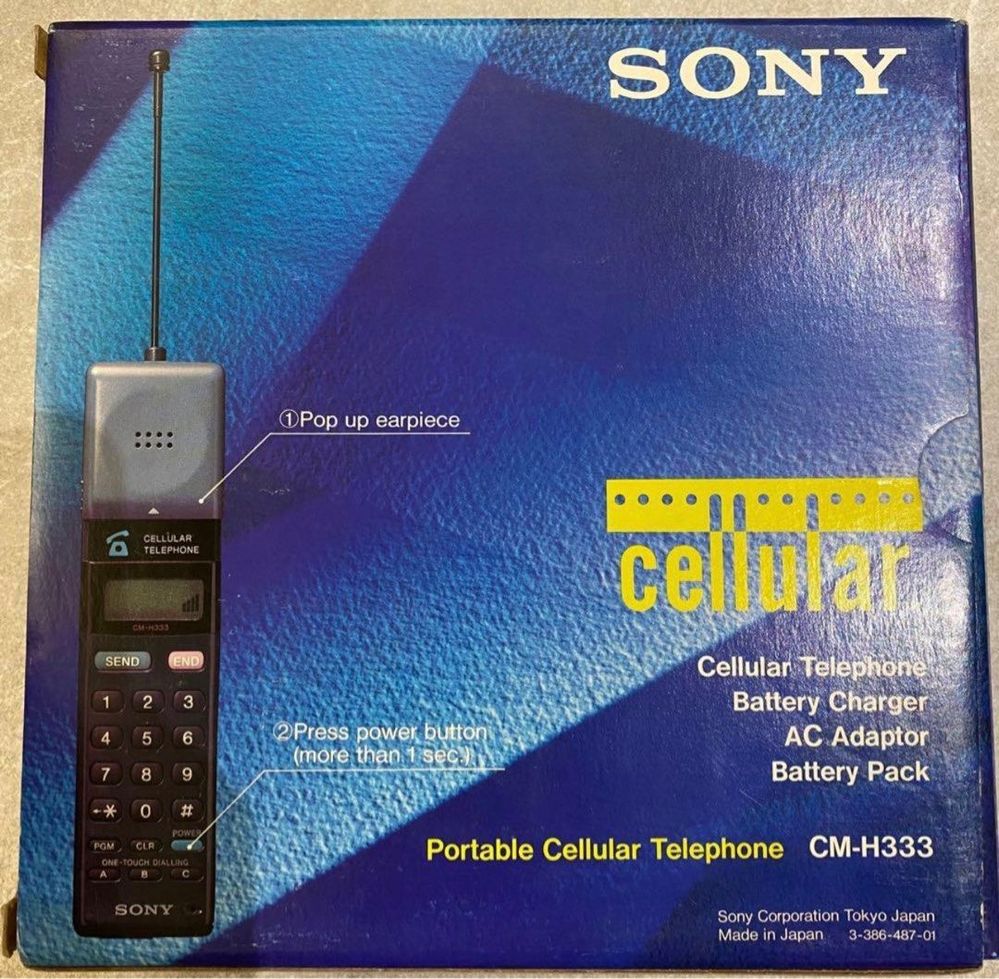 SONY
①Pop up earpiece
CELLULAR
TELEPHONE
cellular
CM-H333
SEND END
1 2 3
4 5 6
7 8 9
←* 0 #
POWER
PGM CLR
ONE-TOUCH DIALLING
A B C
SONY
②Press power button
(more than 1 sec.)
Cellular Telephone
Battery Charger
AC Adaptor
Battery Pack
Portable Cellular Telephone CM-H333
Sony Corporation Tokyo Japan
Made in Japan 3-386-487-01